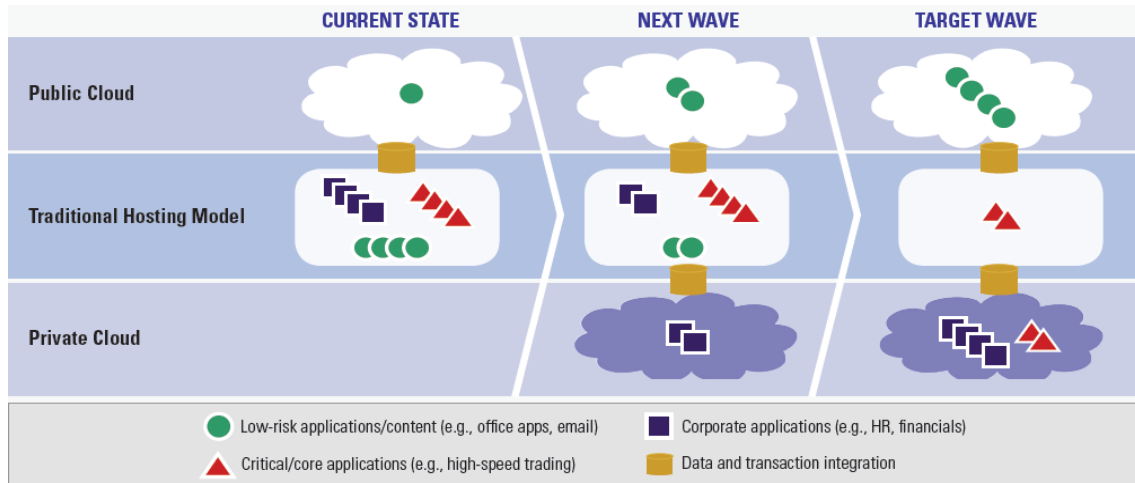 CURRENT STATE
NEXT WAVE
TARGET WAVE
Public Cloud
Traditional Hosting Model
Private Cloud
Low-risk applications/content (e.g., office apps, email)
Corporate applications (e.g., HR, financials)
Critical/core applications (e.g., high-speed trading)
Data and transaction integration